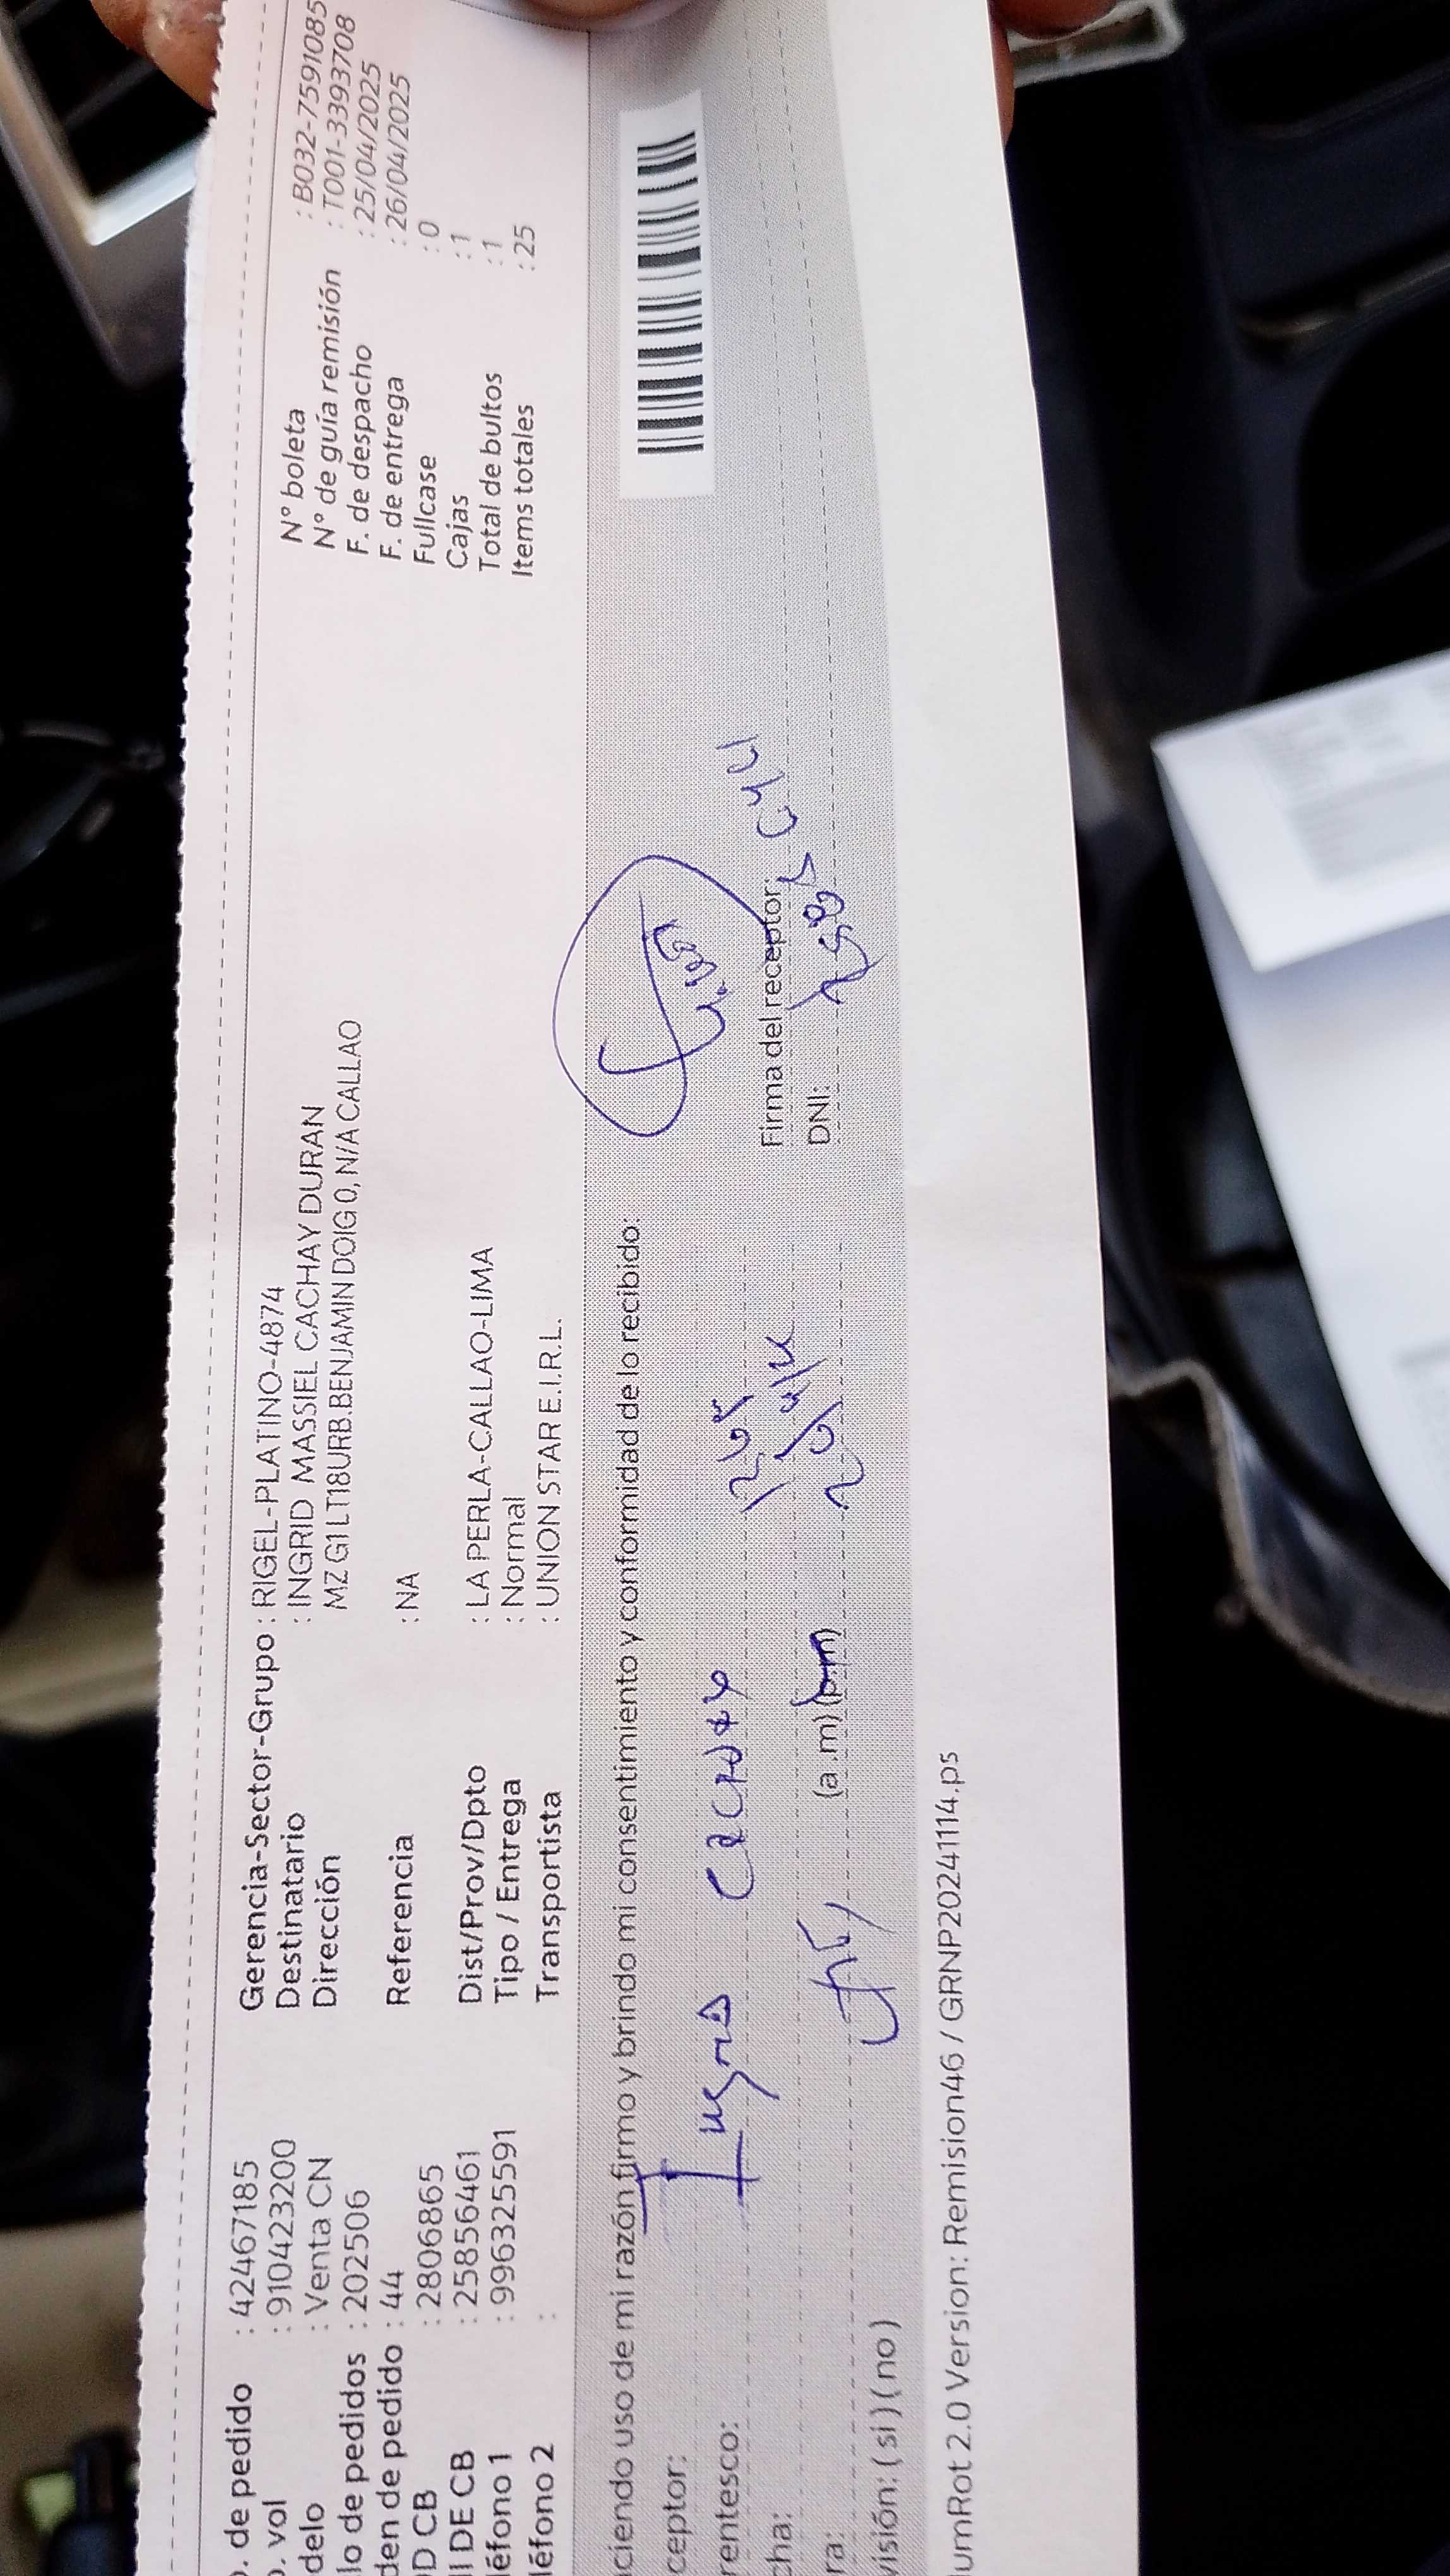 . de pedido : 42467185
. vol : 910423200
delo : Venta CN
lo de pedidos : 202506
den de pedido : 44
D CB : 2806865
I DE CB : 25856461
léfono 1 : 996325591
léfono 2 :
Gerencia-Sector-Grupo : RIGEL-PLATINO-4874
Destinatario : INGRID MASSIEL CACHAY DURAN
Dirección MZ G1 LT18URB.BENJAMIN DOIG 0, N/A CALLAO
Referencia : NA
Dist/Prov/Dpto : LA PERLA-CALLAO-LIMA
Tipo / Entrega : Normal
Transportista : UNION STAR E.I.R.L.
N° boleta : B032-7591085
N° de guía remisión : T001-3393708
F. de despacho : 25/04/2025
F. de entrega : 26/04/2025
Fullcase : 0
Cajas : 1
Total de bultos : 1
Items totales : 25
ciendo uso de mi razón firmo y brindo mi consentimiento y conformidad de lo recibido:
ceptor: Cachay
rentesco:
cha:
ra: (a .m) (pm)
visión: ( si ) ( no )
Firma del receptor:
DNI:
umRot 2.0 Version: Remision46 / GRNP20241114.ps